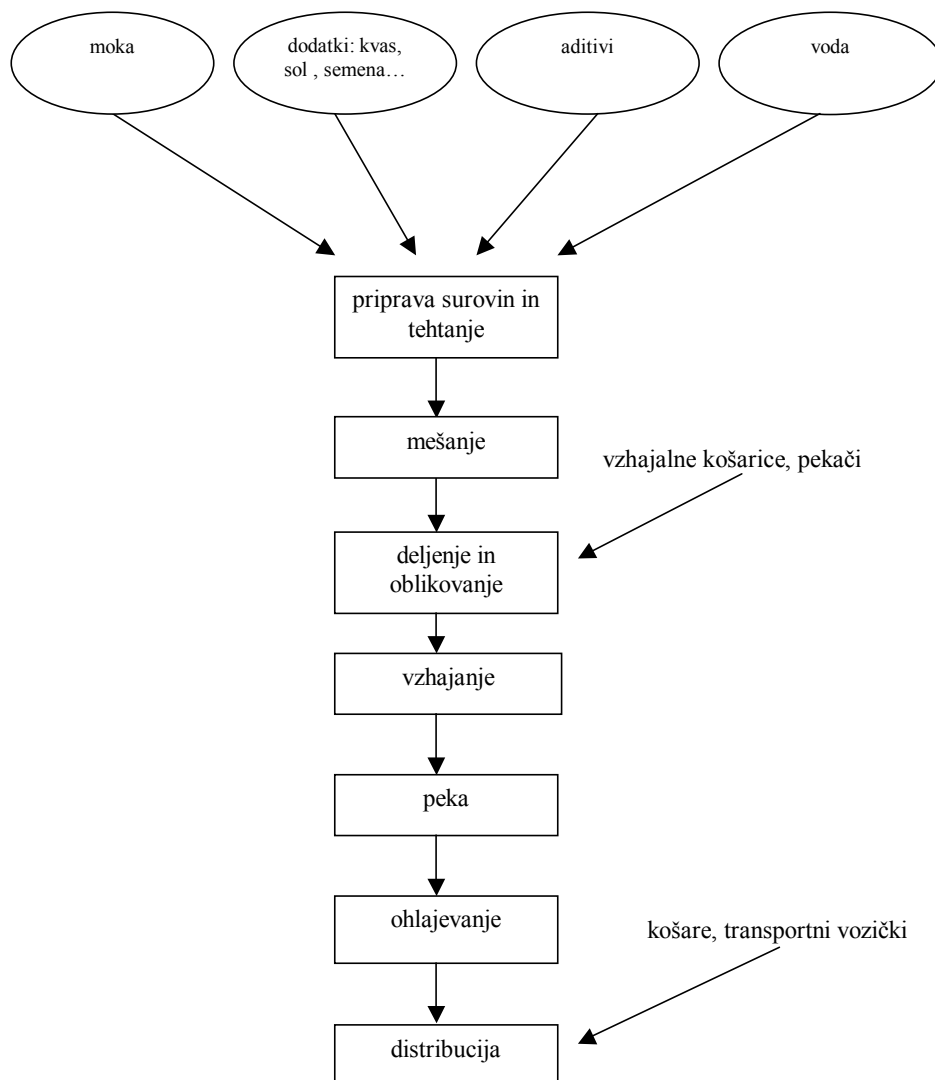 moka
dodatki: kvas,
sol , semena…
aditivi
voda
priprava surovin in
tehtanje
mešanje
vzhajalne košarice, pekači
deljenje in
oblikovanje
vzhajanje
peka
ohlajevanje
košare, transportni vozički
distribucija